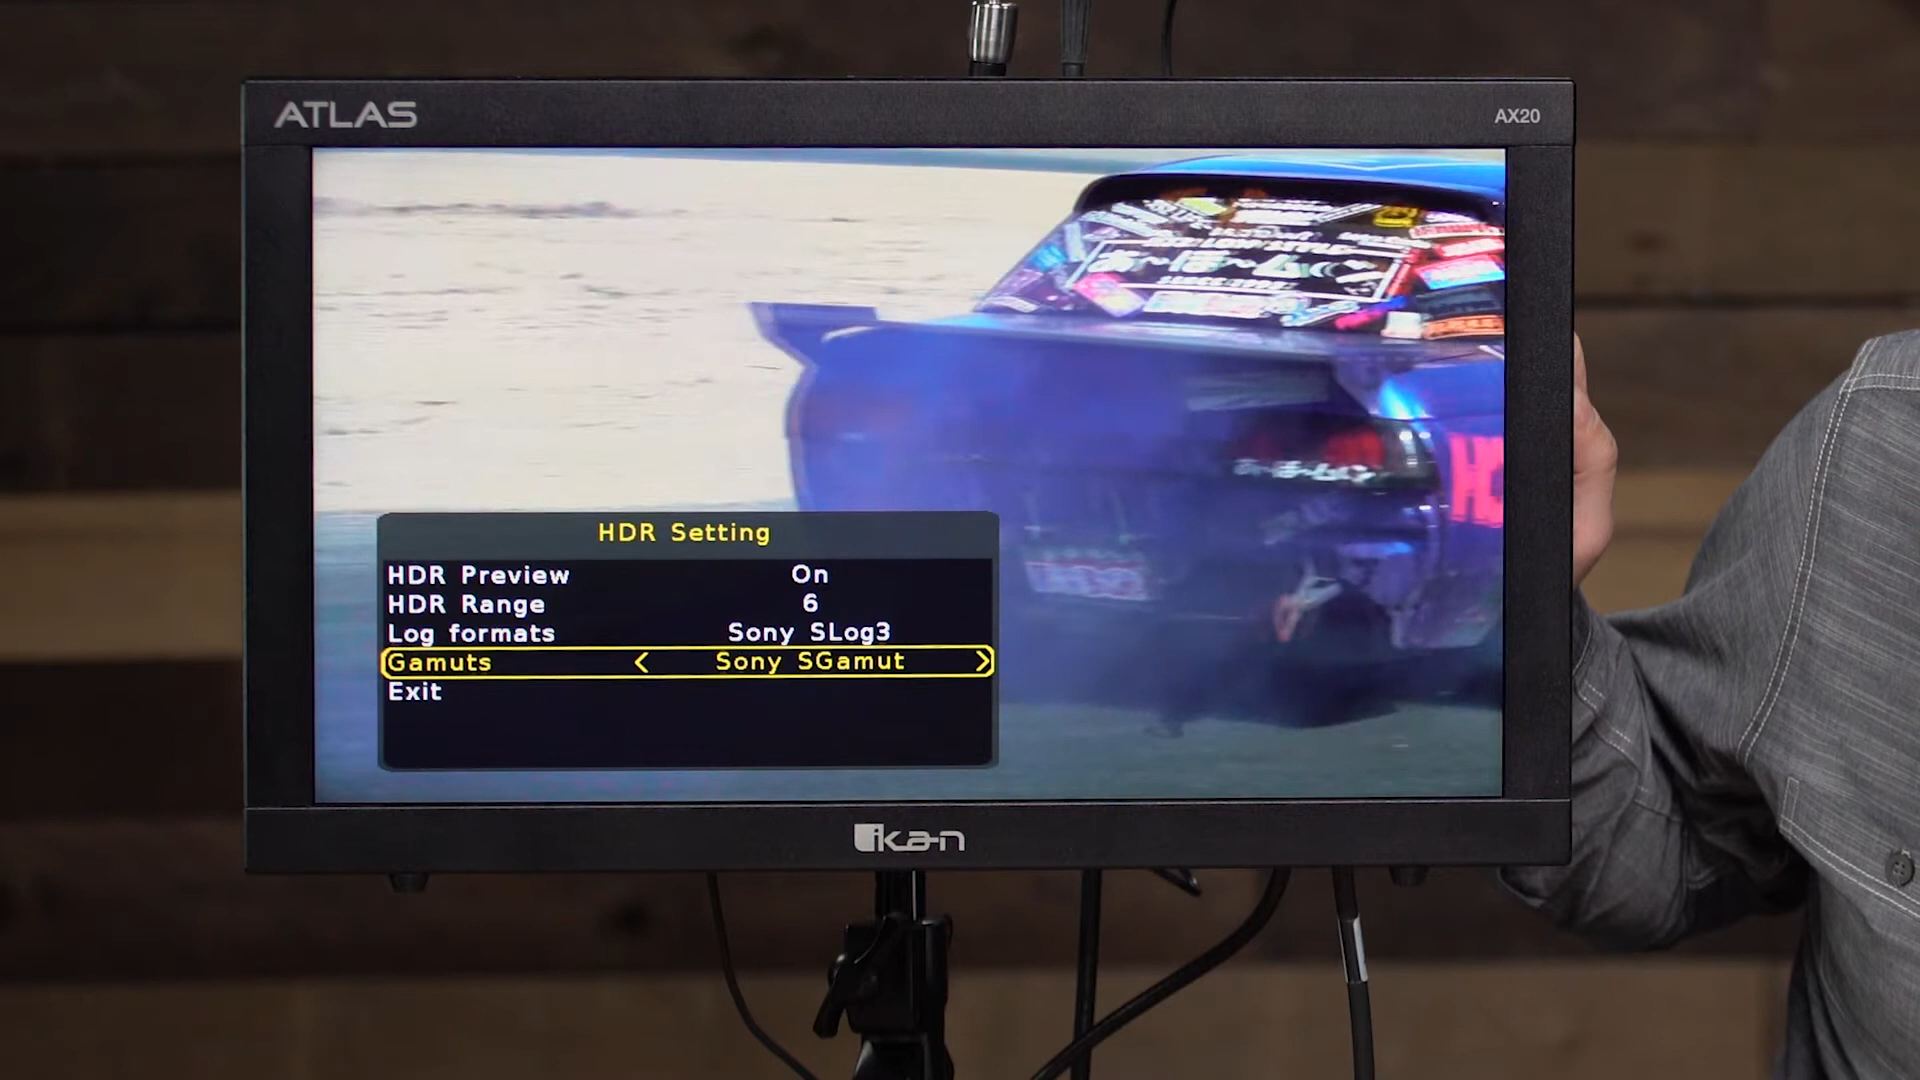 ATLAS
AX20
HDR Setting
HDR Preview On
HDR Range 6
Log formats Sony SLog3
Gamuts < Sony SGamut >
Exit
ikan